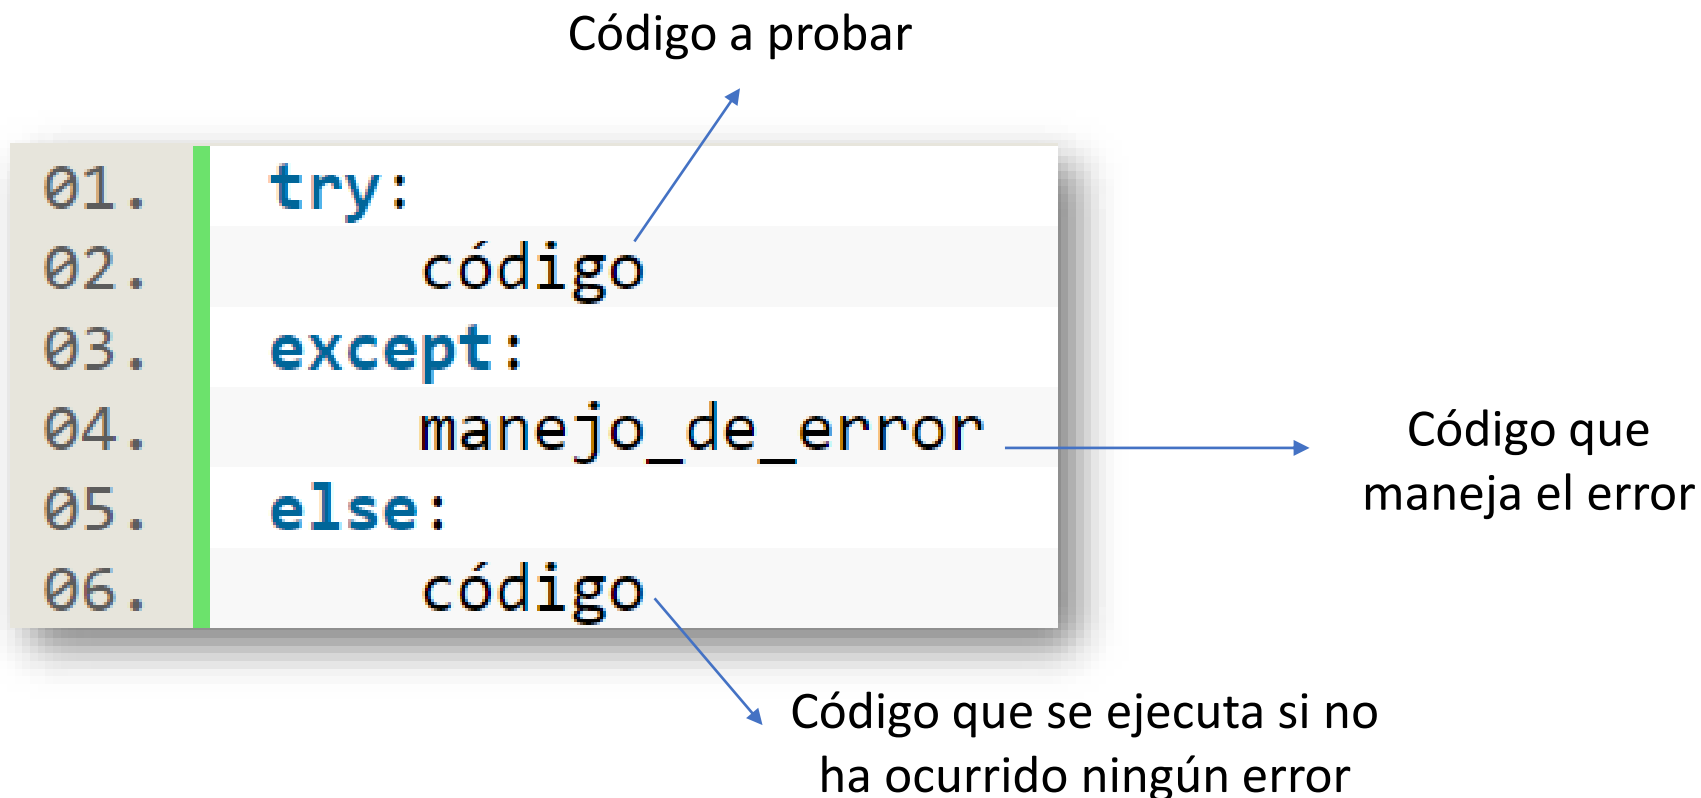 Código a probar
01. try:
02. código
03. except:
04. manejo_de_error
05. else:
06. código
Código que
maneja el error
Código que se ejecuta si no
ha ocurrido ningún error